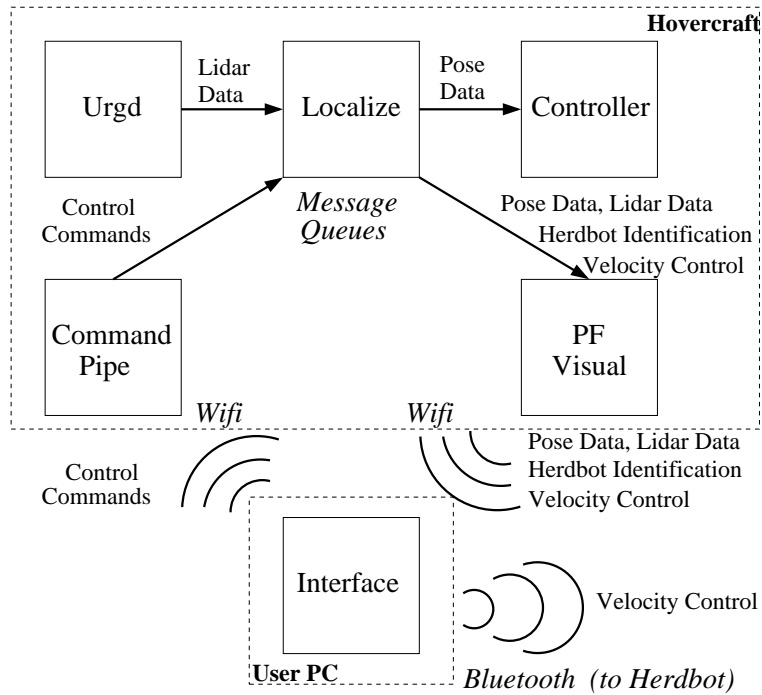 Hovercraft
Urgd
Lidar
Data
Localize
Pose
Data
Controller
Control
Commands
Message
Queues
Pose Data, Lidar Data
Herdbot Identification
Velocity Control
Command
Pipe
PF
Visual
Wifi
Wifi
Control
Commands
Pose Data, Lidar Data
Herdbot Identification
Velocity Control
Interface
Velocity Control
User PC
Bluetooth (to Herdbot)